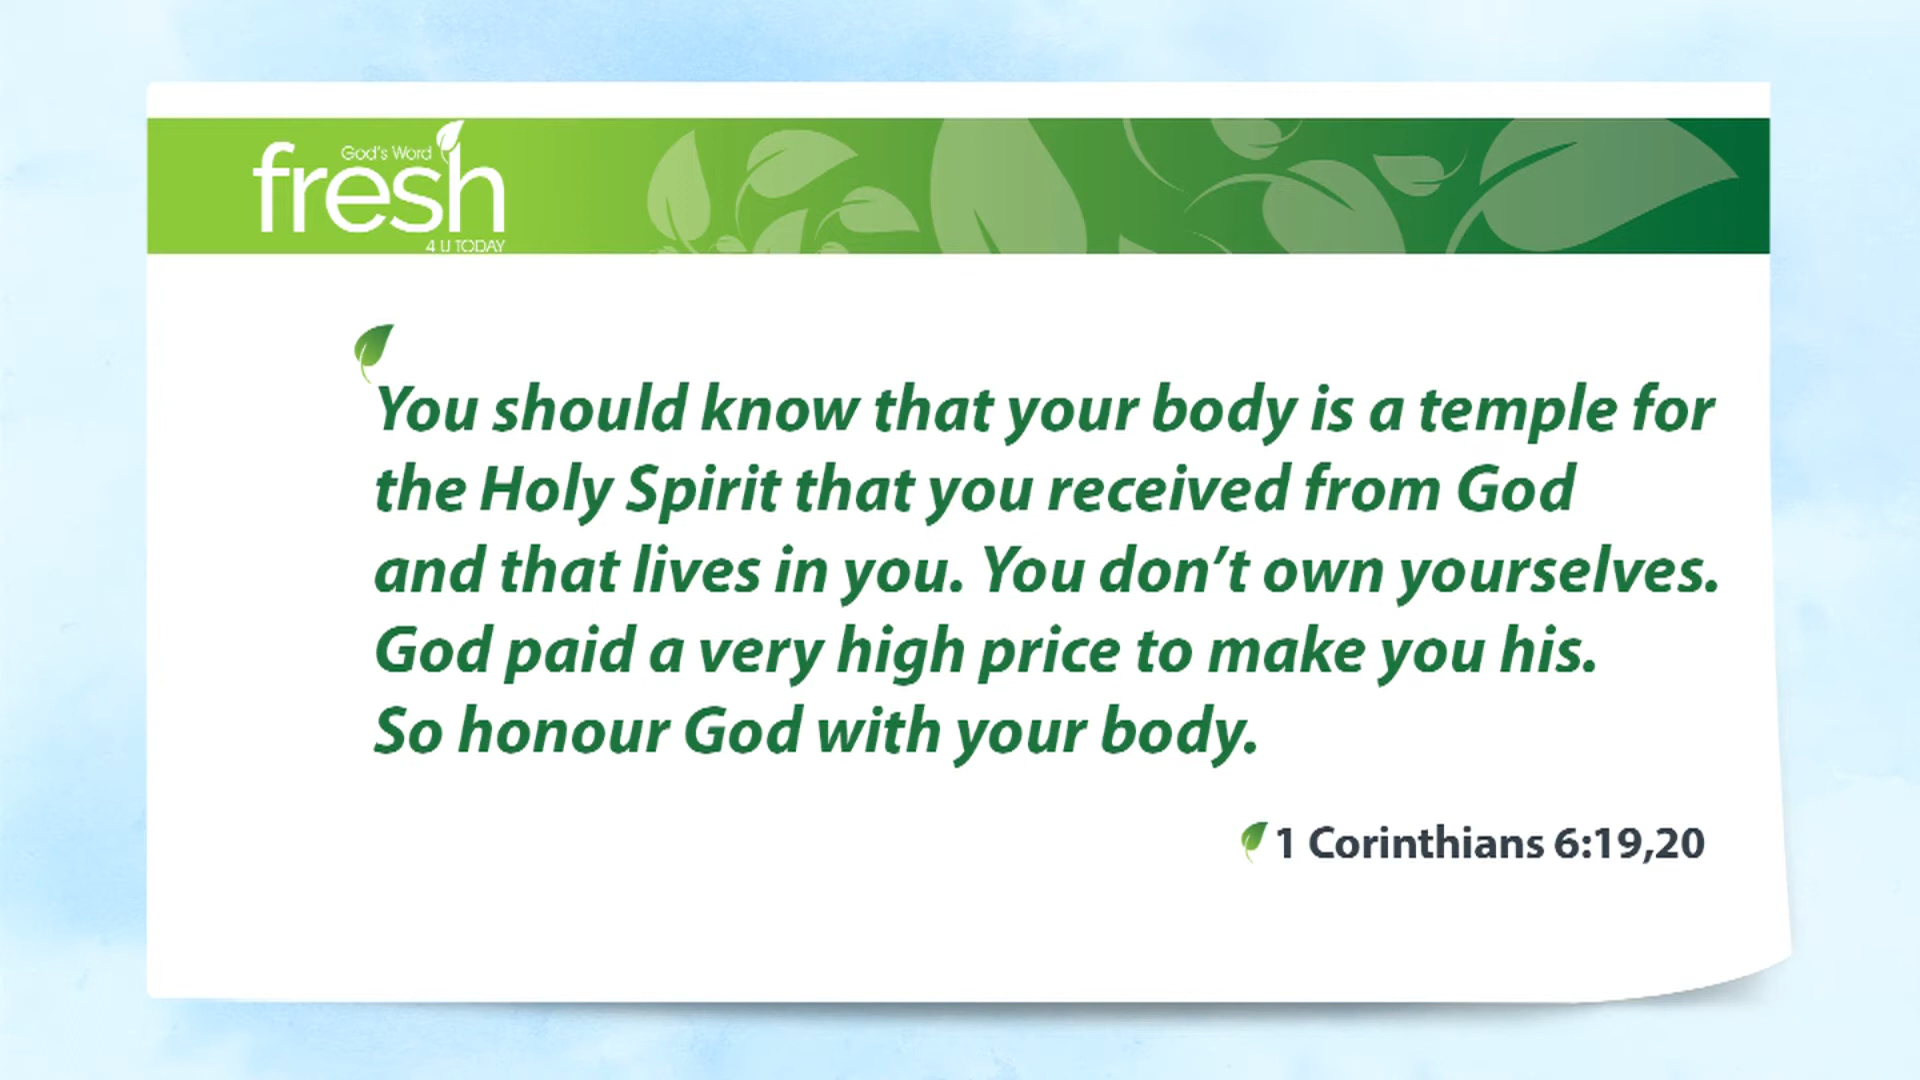 God's Word
fresh
4 U TODAY
You should know that your body is a temple for
the Holy Spirit that you received from God
and that lives in you. You don’t own yourselves.
God paid a very high price to make you his.
So honour God with your body.
1 Corinthians 6:19,20